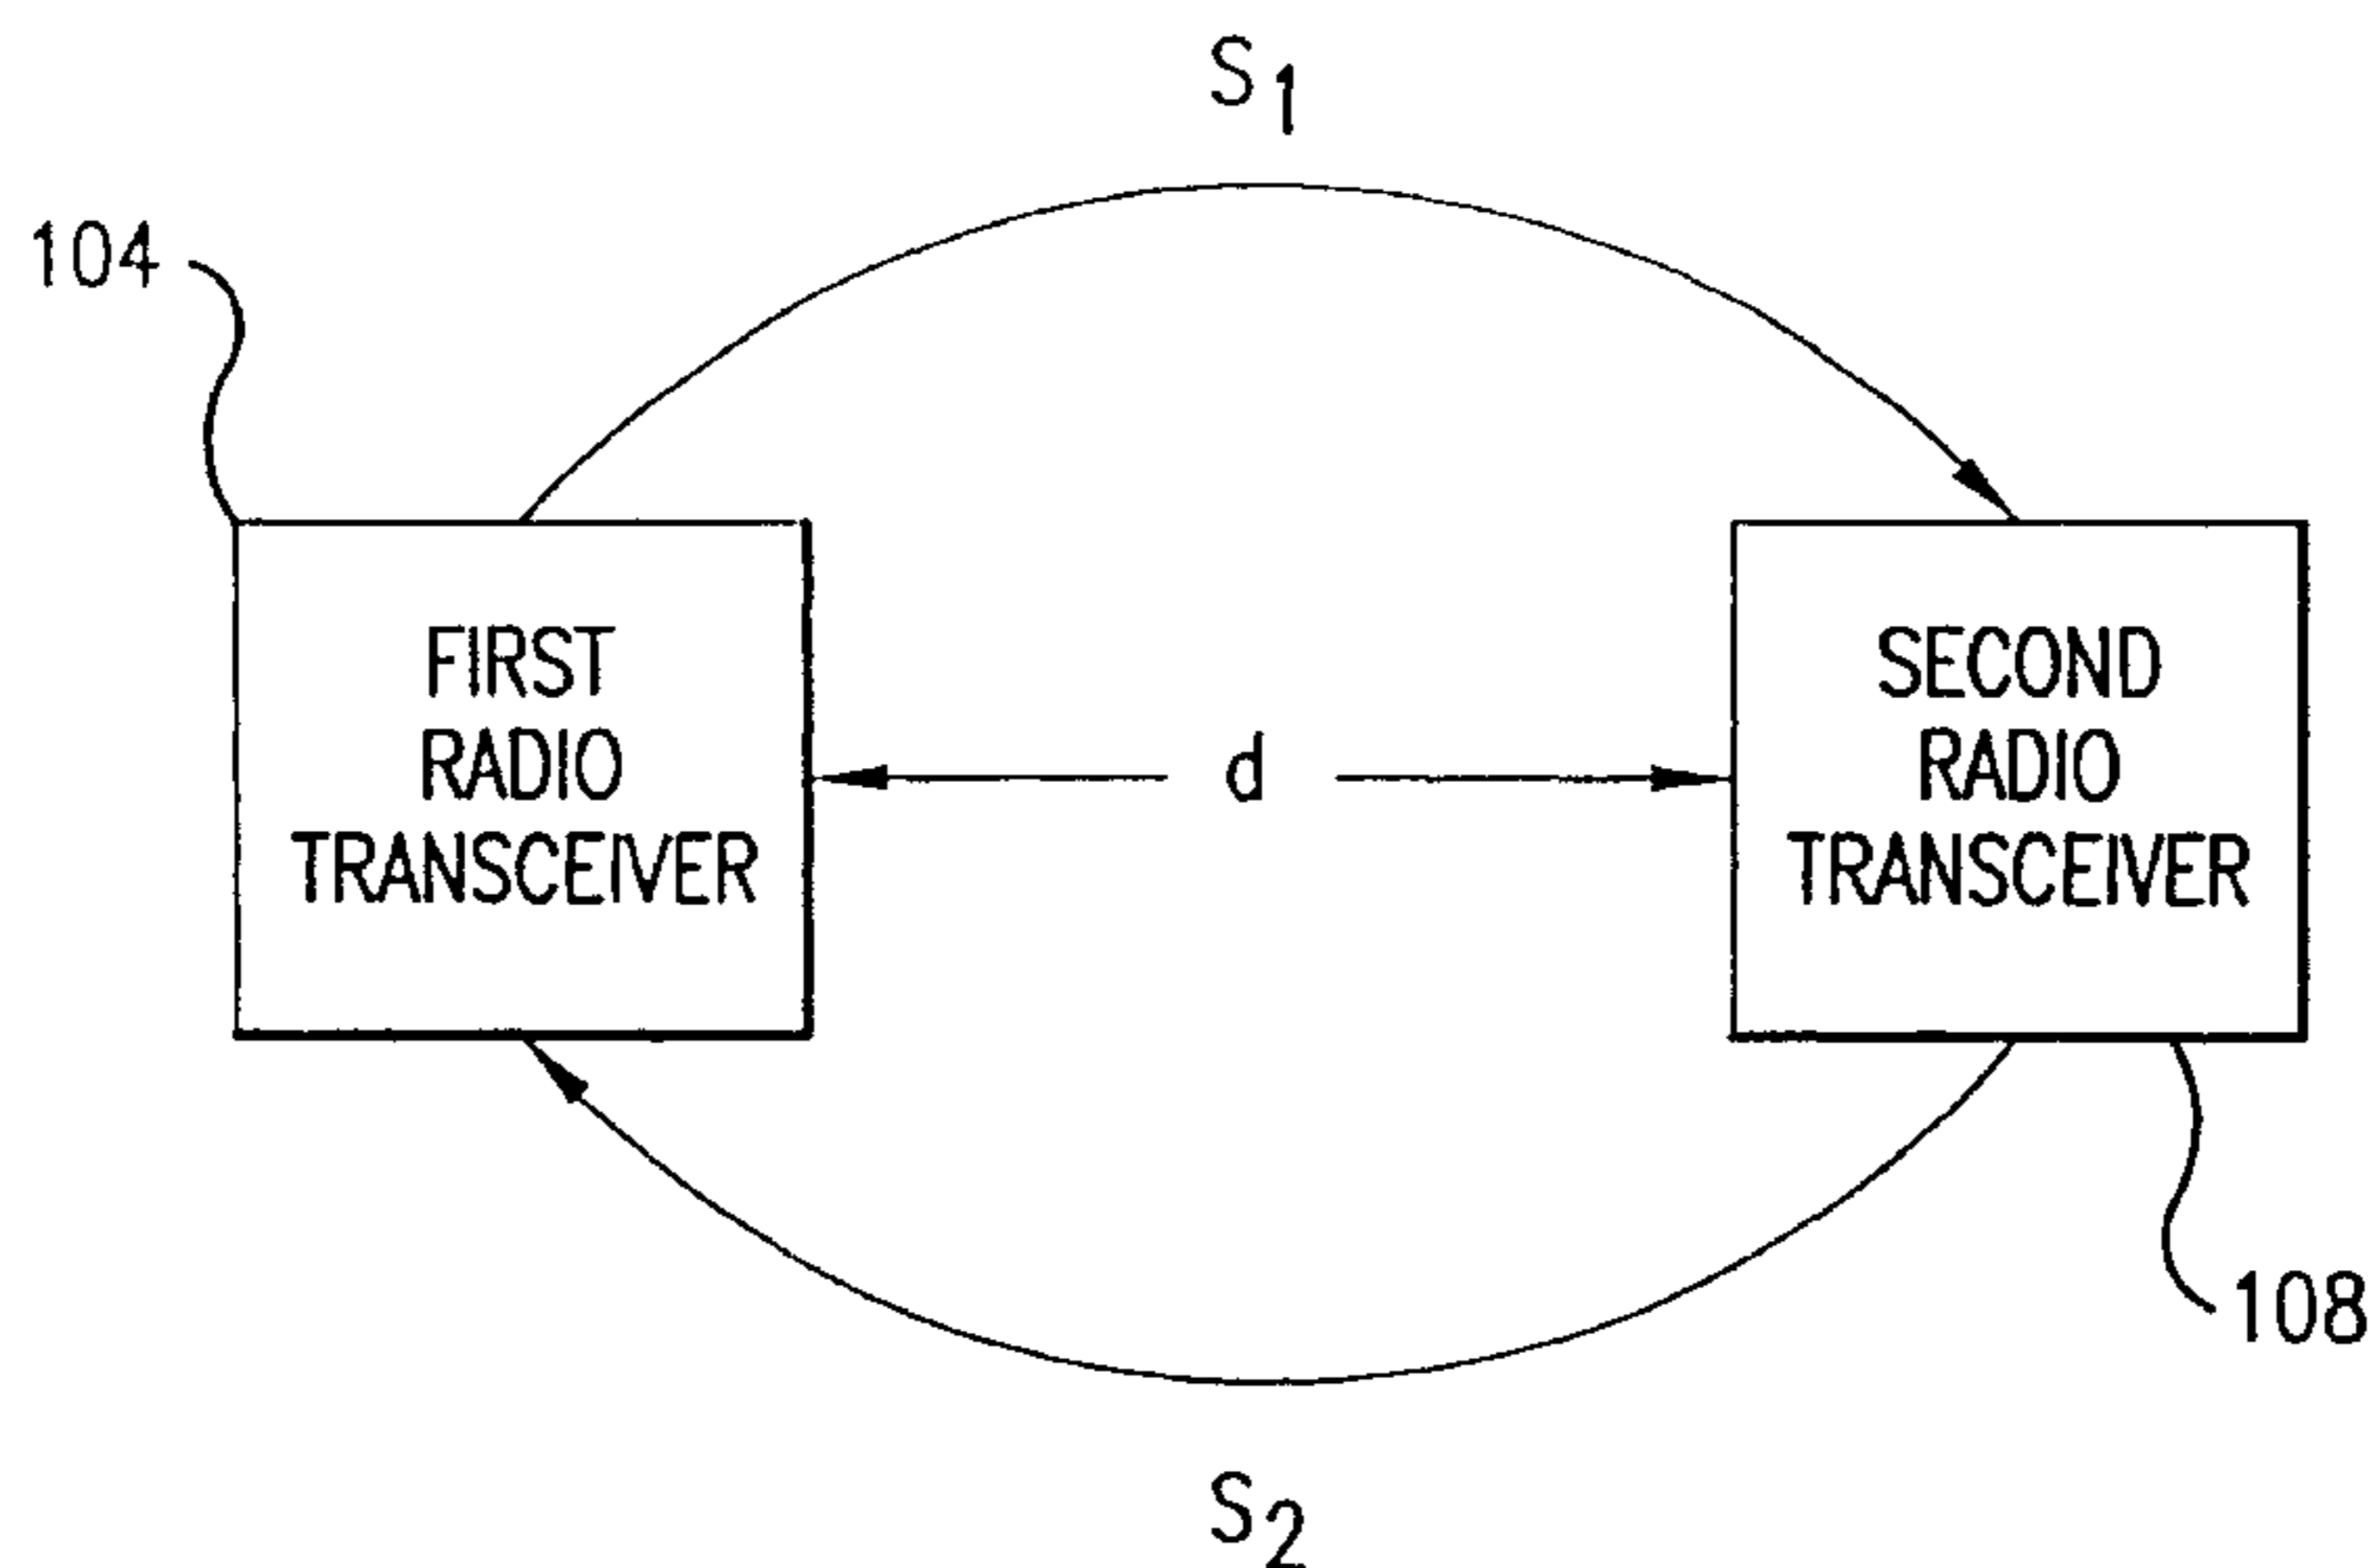 S1
104
FIRST
RADIO
TRANSCEIVER
d
SECOND
RADIO
TRANSCEIVER
108
S2